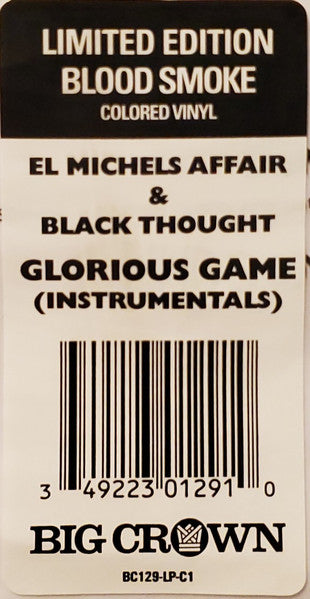 LIMITED EDITION
BLOOD SMOKE
COLORED VINYL
EL MICHELS AFFAIR
&
BLACK THOUGHT
GLORIOUS GAME
(INSTRUMENTALS)
3 49223 01291 0
BIG CROWN
BC129-LP-C1